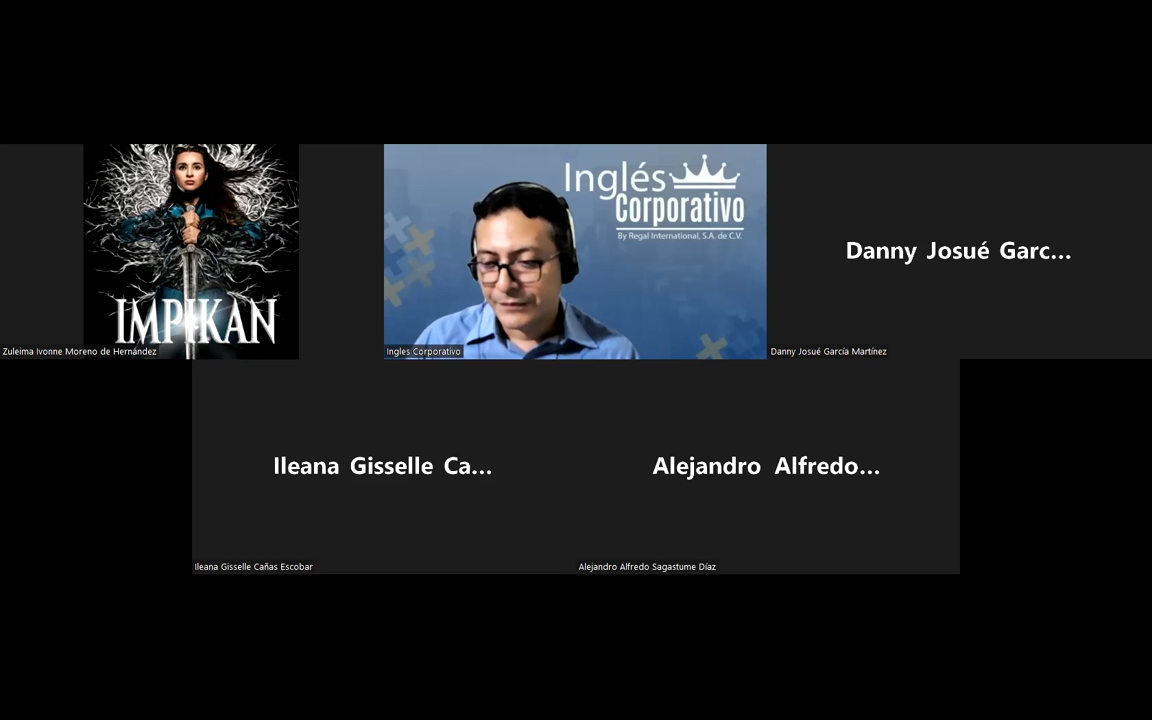 IMPIKAN
Zuleima Ivonne Moreno de Hernández
Inglés
Corporativo
By Regal International, S.A. de C.V.
Ingles Corporativo
Danny Josué Garc...
Danny Josué García Martínez
Ileana Gisselle Ca...
Ileana Gisselle Cañas Escobar
Alejandro Alfredo...
Alejandro Alfredo Sagastume Díaz